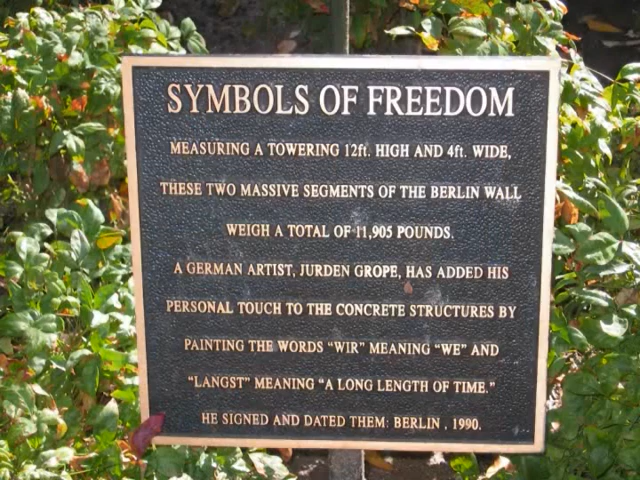 SYMBOLS OF FREEDOM
MEASURING A TOWERING 12ft. HIGH AND 4ft. WIDE,
THESE TWO MASSIVE SEGMENTS OF THE BERLIN WALL
WEIGH A TOTAL OF 11,905 POUNDS.
A GERMAN ARTIST, JURDEN GROPE, HAS ADDED HIS
PERSONAL TOUCH TO THE CONCRETE STRUCTURES BY
PAINTING THE WORDS “WIR” MEANING “WE” AND
“LANGST” MEANING “A LONG LENGTH OF TIME.”
HE SIGNED AND DATED THEM: BERLIN , 1990.